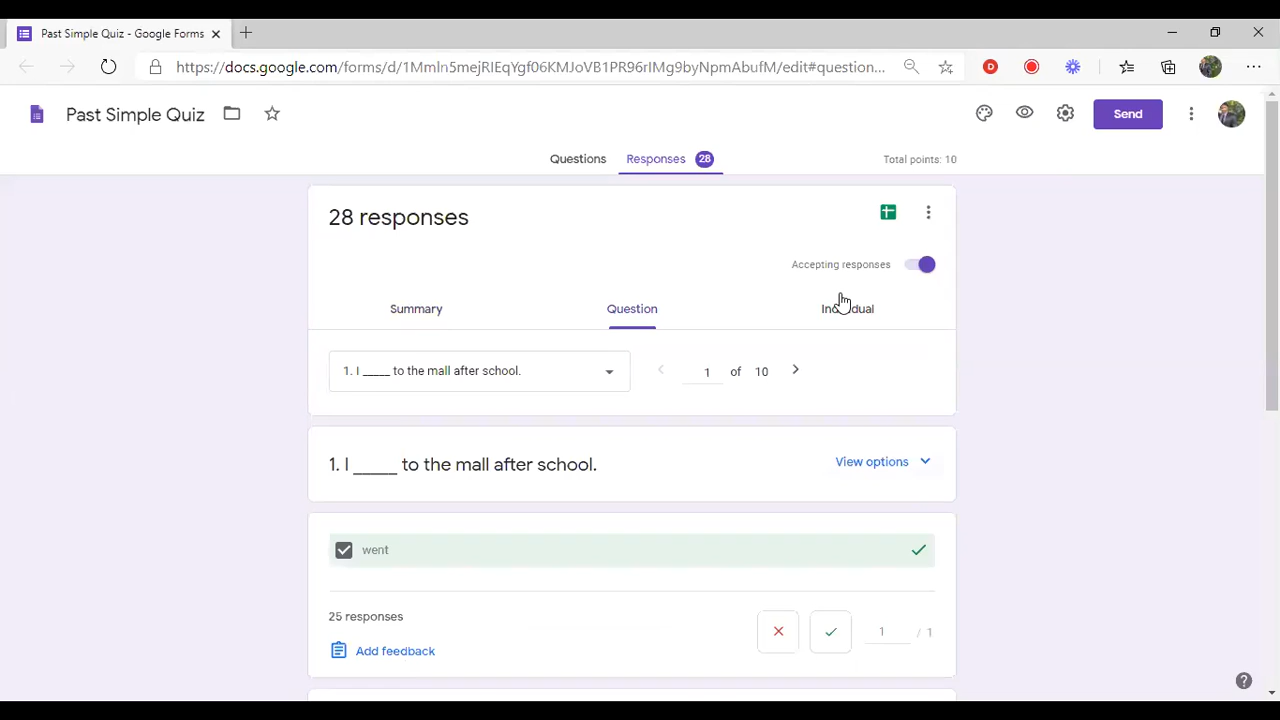 Past Simple Quiz - Google Forms
https://docs.google.com/forms/d/1MmIn5mejRIEqYgf06KMJoVB1PR96rIMg9byNpmAbufM/edit#question...
Past Simple Quiz
Send
Questions
Responses 28
Total points: 10
28 responses
Accepting responses
Summary
Question
Individual
1. I _____ to the mall after school.
1 of 10
1. I _____ to the mall after school.
View options
went
25 responses
1 / 1
Add feedback